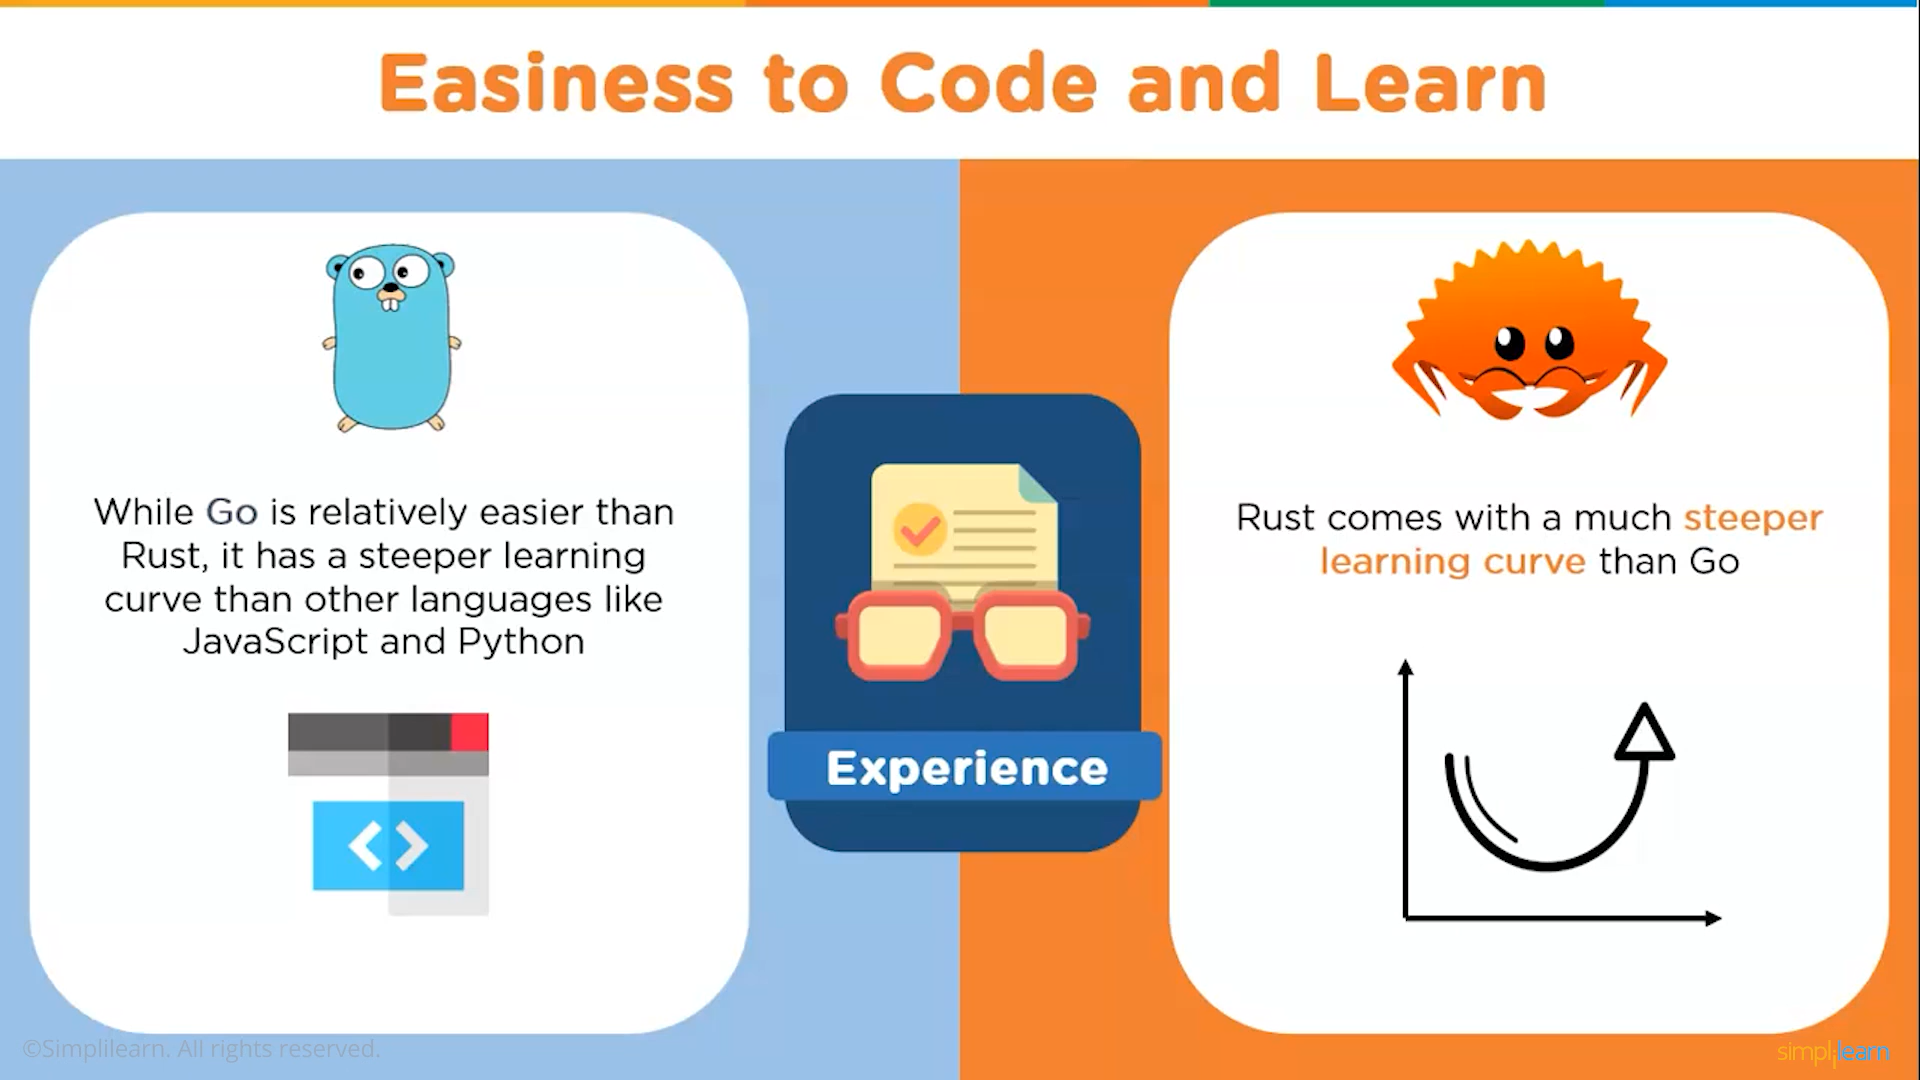 Easiness to Code and Learn
While Go is relatively easier than
Rust, it has a steeper learning
curve than other languages like
JavaScript and Python
Experience
Rust comes with a much steeper
learning curve than Go
©Simplilearn. All rights reserved.
simplilearn